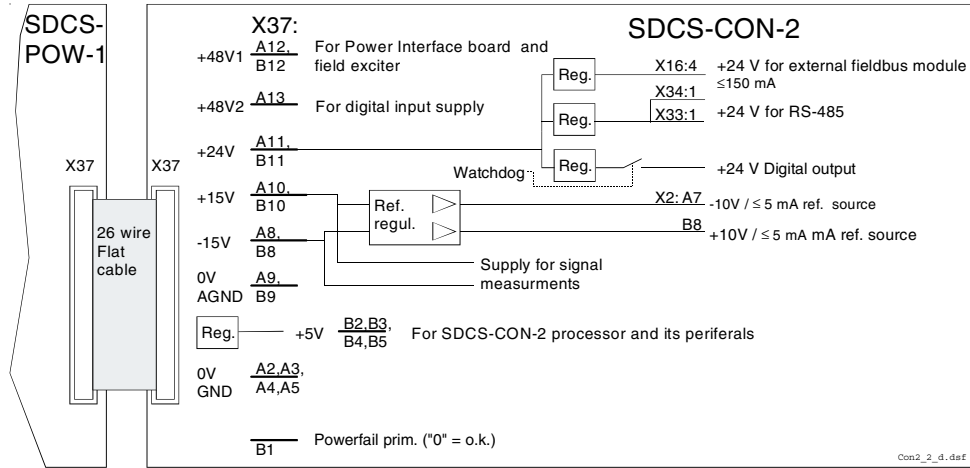 SDCS-
POW-1
X37:
SDCS-CON-2
+48V1
A12,
B12
For Power Interface board and
field exciter
+48V2
A13
For digital input supply
+24V
A11,
B11
Reg.
X16:4
+24 V for external fieldbus module
≤150 mA
X34:1
Reg.
X33:1
+24 V for RS-485
Watchdog
Reg.
+24 V Digital output
X37
X37
26 wire
Flat
cable
+15V
A10,
B10
-15V
A8,
B8
Ref.
regul.
X2: A7
-10V / ≤ 5 mA ref. source
B8
+10V / ≤ 5 mA mA ref. source
Supply for signal
measurments
0V
AGND
A9,
B9
Reg.
+5V
B2,B3,
B4,B5
For SDCS-CON-2 processor and its periferals
0V
GND
A2,A3,
A4,A5
B1
Powerfail prim. ("0" = o.k.)
Con2_2_d.dsf